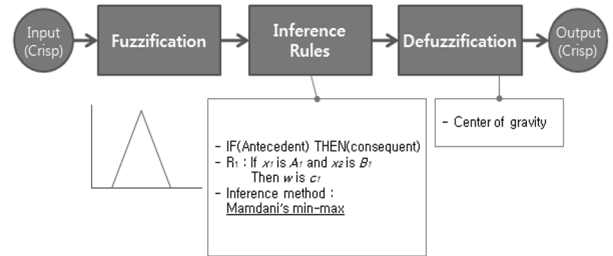 Input
(Crisp)
Fuzzification
Inference
Rules
Defuzzification
Output
(Crisp)
- IF(Antecedent) THEN(consequent)
- R₁ : If x₁ is A₁ and x₂ is B₁
Then w is c₁
- Inference method :
Mamdani's min-max
- Center of gravity